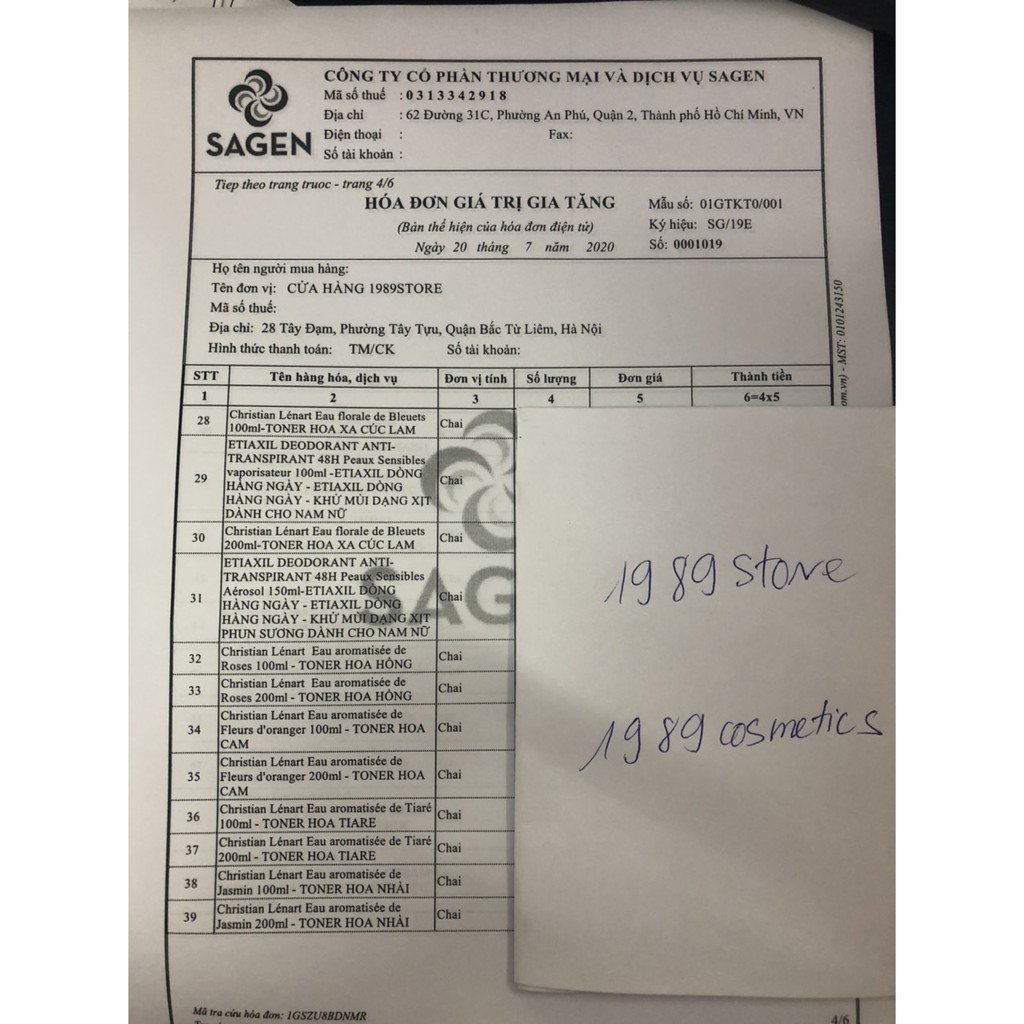 CÔNG TY CỔ PHẦN THƯƠNG MẠI VÀ DỊCH VỤ SAGEN
Mã số thuế : 0313342918
Địa chỉ : 62 Đường 31C, Phường An Phú, Quận 2, Thành phố Hồ Chí Minh, VN
Điện thoại : Fax:
Số tài khoản :
SAGEN
Tiep theo trang truoc - trang 4/6
HÓA ĐƠN GIÁ TRỊ GIA TĂNG
Mẫu số: 01GTKT0/001
(Bản thể hiện của hóa đơn điện tử)
Ký hiệu: SG/19E
Ngày 20 tháng 7 năm 2020
Số: 0001019
Họ tên người mua hàng:
Tên đơn vị: CỬA HÀNG 1989STORE
Mã số thuế:
Địa chỉ: 28 Tây Đạm, Phường Tây Tựu, Quận Bắc Từ Liêm, Hà Nội
Hình thức thanh toán: TM/CK Số tài khoản:
om.vn) - MST: 0101243150
STT Tên hàng hóa, dịch vụ Đơn vị tính Số lượng Đơn giá Thành tiền
1 2 3 4 5 6=4x5
28 Christian Lénart Eau florale de Bleuets
100ml-TONER HOA XA CÚC LAM Chai
29 ETIAXIL DEODORANT ANTI-
TRANSPIRANT 48H Peaux Sensibles
vaporisateur 100ml -ETIAXIL DÒNG
HÀNG NGÀY - ETIAXIL DÒNG
HÀNG NGÀY - KHỬ MÙI DẠNG XỊT
DÀNH CHO NAM NỮ
Chai
30 Christian Lénart Eau florale de Bleuets
200ml-TONER HOA XA CÚC LAM Chai
31 ETIAXIL DEODORANT ANTI-
TRANSPIRANT 48H Peaux Sensibles
Aérosol 150ml-ETIAXIL DÒNG
HÀNG NGÀY - ETIAXIL DÒNG
HÀNG NGÀY - KHỬ MÙI DẠNG XỊT
PHUN SƯƠNG DÀNH CHO NAM NỮ
Chai
32 Christian Lénart Eau aromatisée de
Roses 100ml - TONER HOA HỒNG Chai
33 Christian Lénart Eau aromatisée de
Roses 200ml - TONER HOA HỒNG Chai
34 Christian Lénart Eau aromatisée de
Fleurs d'oranger 100ml - TONER HOA
CAM
Chai
35 Christian Lénart Eau aromatisée de
Fleurs d'oranger 200ml - TONER HOA
CAM
Chai
36 Christian Lénart Eau aromatisée de Tiaré
100ml - TONER HOA TIARE Chai
37 Christian Lénart Eau aromatisée de Tiaré
200ml - TONER HOA TIARE Chai
38 Christian Lénart Eau aromatisée de
Jasmin 100ml - TONER HOA NHÀI Chai
39 Christian Lénart Eau aromatisée de
Jasmin 200ml - TONER HOA NHÀI Chai
SAG
1989 store
1989 cosmetics
Mã tra cứu hóa đơn: 1GSZU8BDNMR
4/6